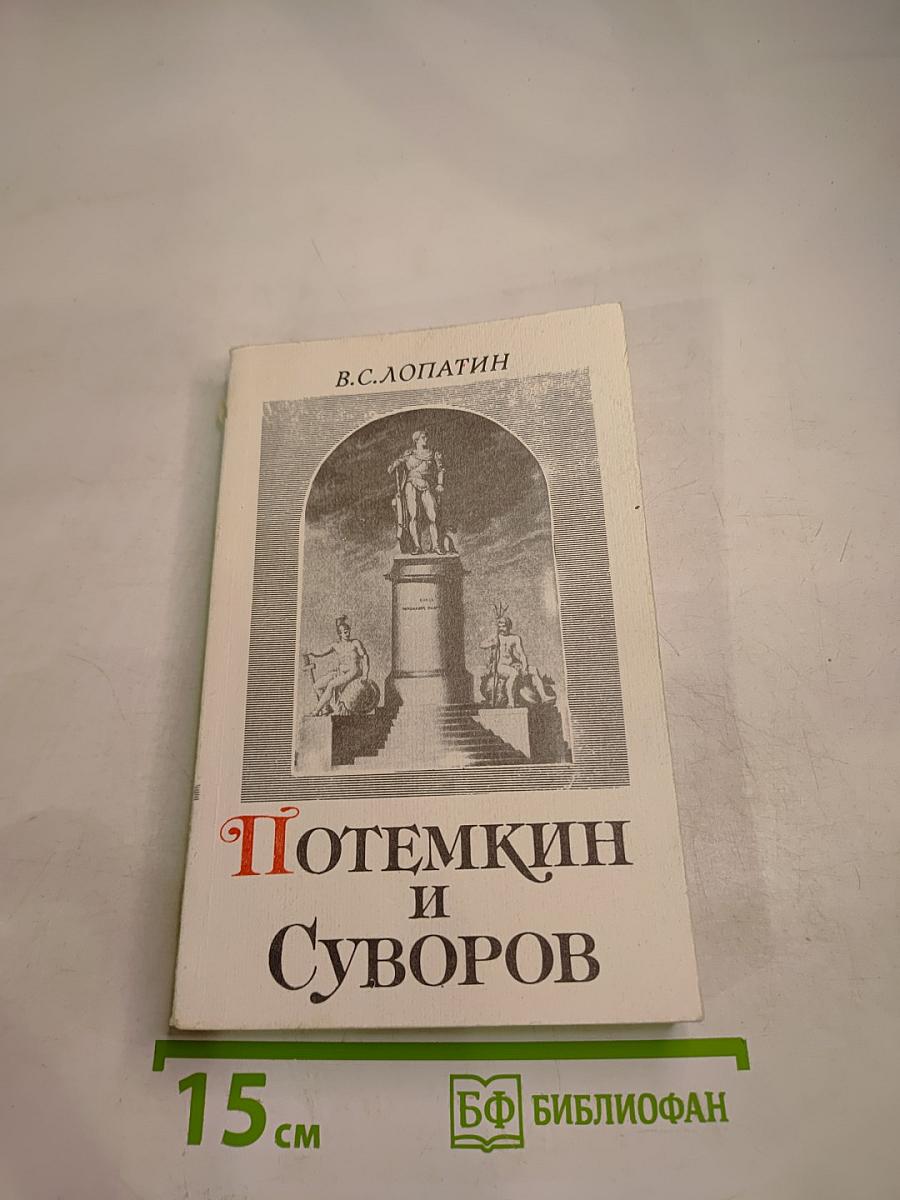 В.С.ЛОПАТИН
ПОТЕМКИН
И
СУВОРОВ
15 см
БФ БИБЛИОФАН